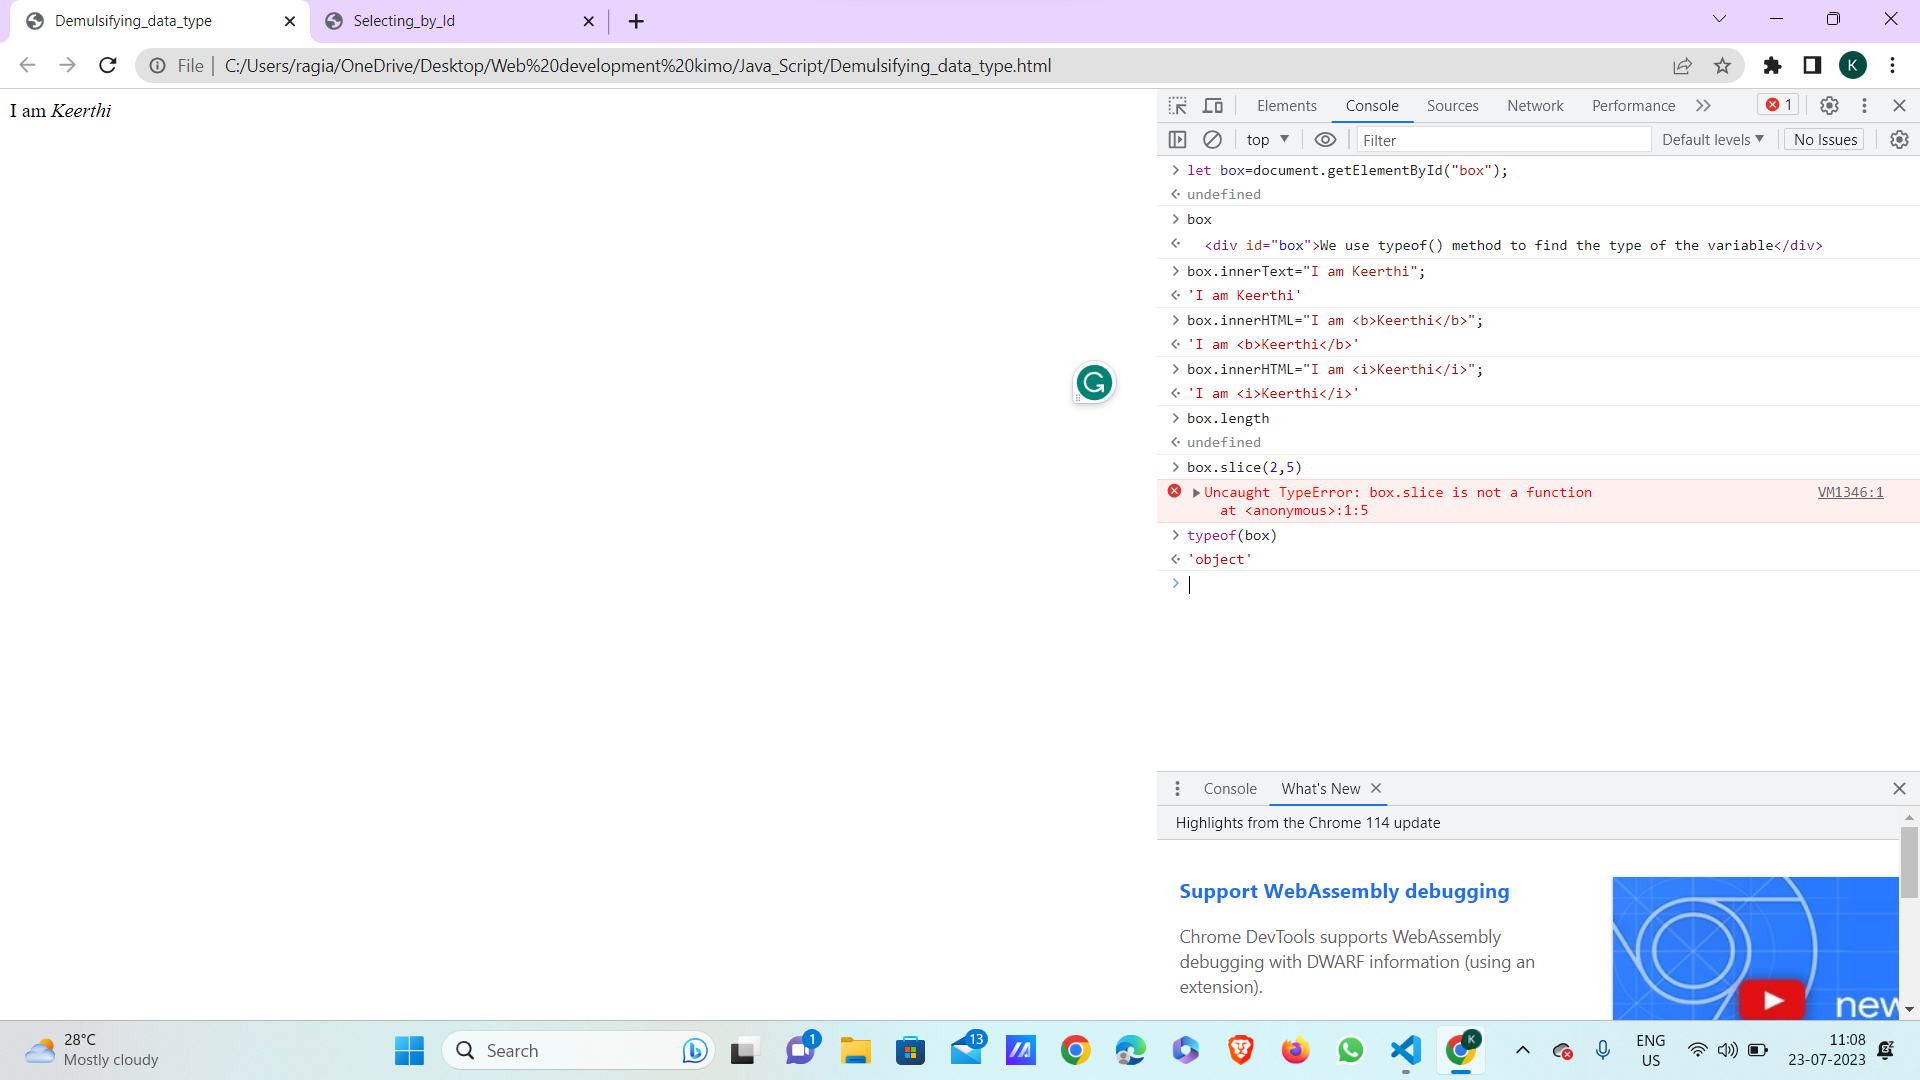 Demulsifying_data_type
Selecting_by_Id
File
C:/Users/ragia/OneDrive/Desktop/Web%20development%20kimo/Java_Script/Demulsifying_data_type.html
K
I am Keerthi
Elements Console Sources Network Performance 1
top Filter Default levels No Issues
let box=document.getElementById("box");
undefined
box
<div id="box">We use typeof() method to find the type of the variable</div>
box.innerText="I am Keerthi";
'I am Keerthi'
box.innerHTML="I am <b>Keerthi</b>";
'I am <b>Keerthi</b>'
box.innerHTML="I am <i>Keerthi</i>";
'I am <i>Keerthi</i>'
box.length
undefined
box.slice(2,5)
Uncaught TypeError: box.slice is not a function VM1346:1
at <anonymous>:1:5
typeof(box)
'object'
Console What's New
Highlights from the Chrome 114 update
Support WebAssembly debugging
Chrome DevTools supports WebAssembly
debugging with DWARF information (using an
extension).
new
28°C
Mostly cloudy
Search
1
13
K
ENG
US
11:08
23-07-2023